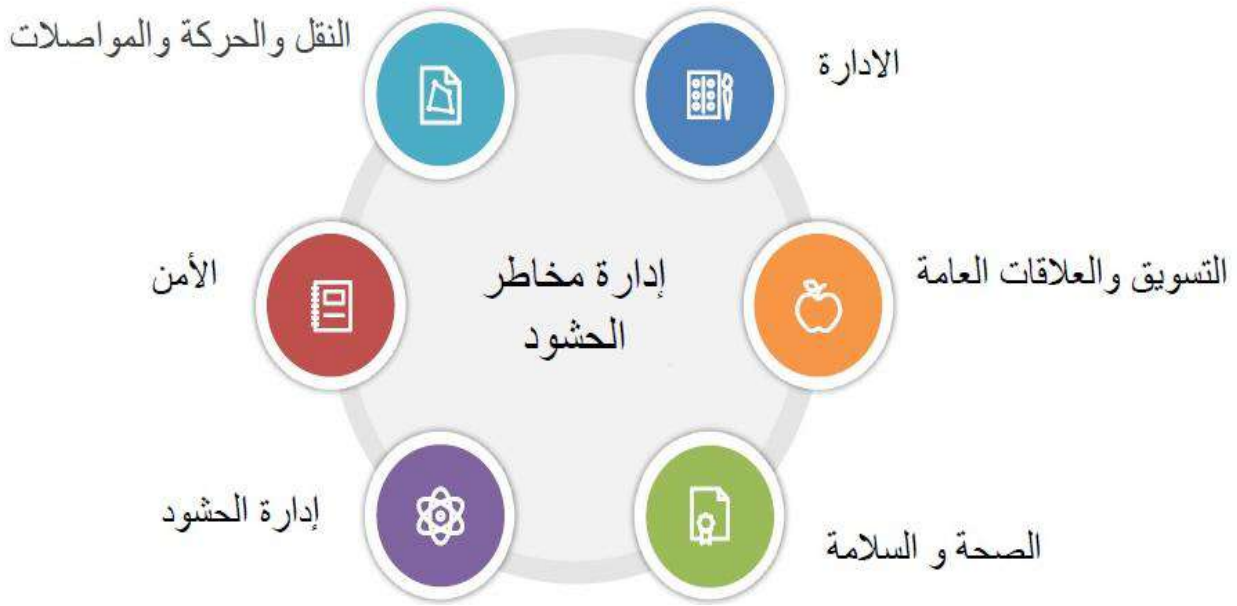 النقل والحركة والمواصلات
الادارة
التسويق والعلاقات العامة
الأمن
إدارة مخاطر
الحشود
إدارة الحشود
الصحة و السلامة